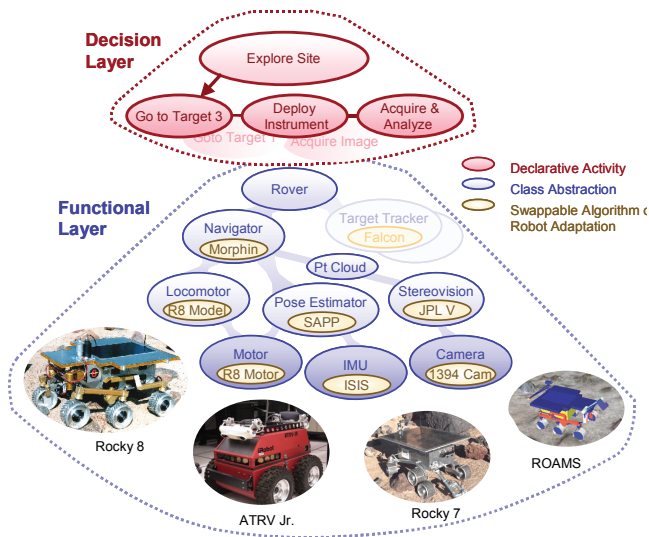 Decision
Layer
Explore Site
Go to Target 3
Deploy
Instrument
Acquire &
Analyze
Goto Target 1
Acquire Image
Declarative Activity
Class Abstraction
Swappable Algorithm o
Robot Adaptation
Functional
Layer
Rover
Target Tracker
Falcon
Navigator
Morphin
Pt Cloud
Locomotor
R8 Model
Pose Estimator
SAPP
Stereovision
JPL V
Motor
R8 Motor
IMU
ISIS
Camera
1394 Cam
Rocky 8
iRobot
ATRV Jr.
Rocky 7
ROAMS